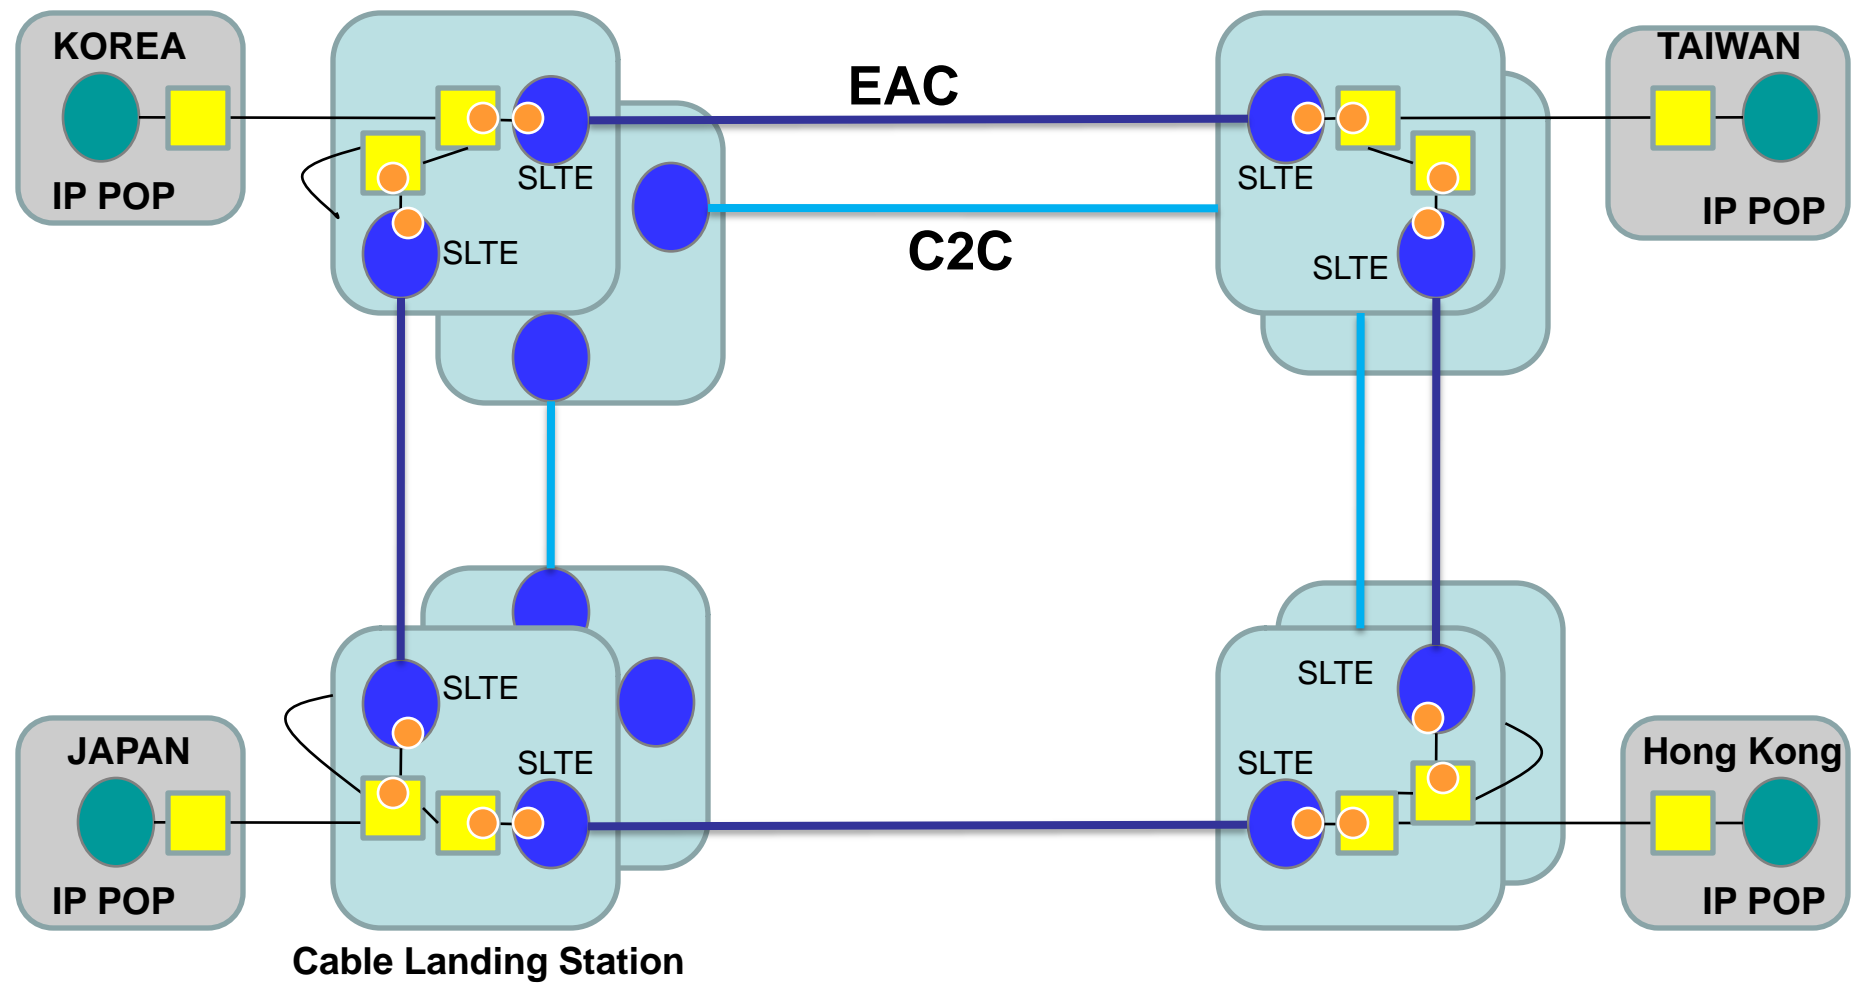 KOREA
TAIWAN
EAC
SLTE
SLTE
IP POP
IP POP
C2C
SLTE
SLTE
SLTE
SLTE
JAPAN
SLTE
SLTE
Hong Kong
IP POP
IP POP
Cable Landing Station